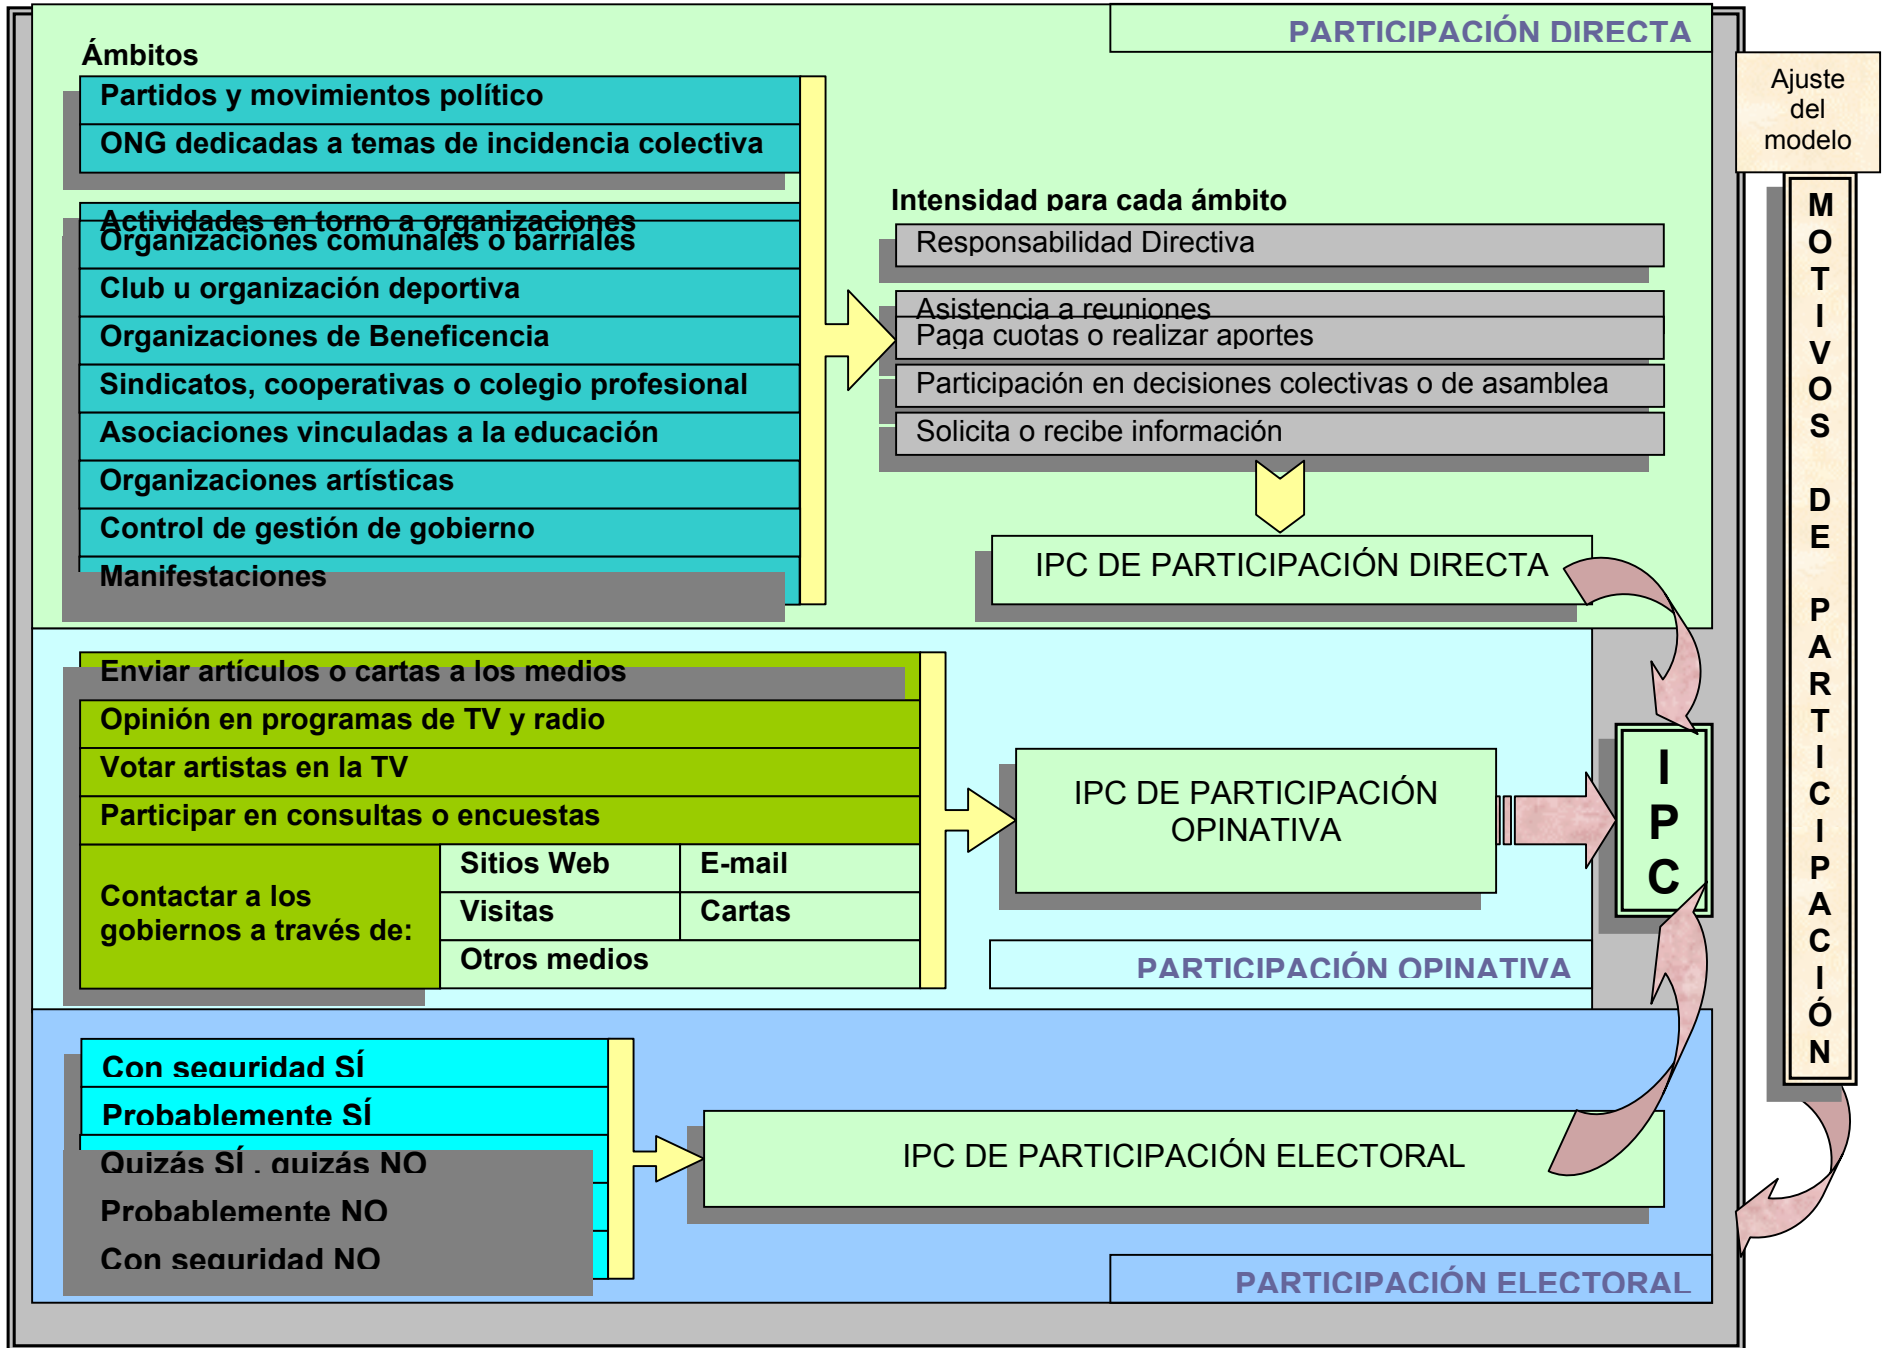 PARTICIPACIÓN DIRECTA
Ámbitos
Partidos y movimientos político
ONG dedicadas a temas de incidencia colectiva
Actividades en torno a organizaciones
Organizaciones comunales o barriales
Club u organización deportiva
Organizaciones de Beneficencia
Sindicatos, cooperativas o colegio profesional
Asociaciones vinculadas a la educación
Organizaciones artísticas
Control de gestión de gobierno
Manifestaciones
Intensidad para cada ámbito
Responsabilidad Directiva
Asistencia a reuniones
Paga cuotas o realizar aportes
Participación en decisiones colectivas o de asamblea
Solicita o recibe información
IPC DE PARTICIPACIÓN DIRECTA
Enviar artículos o cartas a los medios
Opinión en programas de TV y radio
Votar artistas en la TV
Participar en consultas o encuestas
Contactar a los
gobiernos a través de:
Sitios Web
E-mail
Visitas
Cartas
Otros medios
IPC DE PARTICIPACIÓN
OPINATIVA
PARTICIPACIÓN OPINATIVA
Con seguridad SÍ
Probablemente SÍ
Quizás SÍ , quizás NO
Probablemente NO
Con seguridad NO
IPC DE PARTICIPACIÓN ELECTORAL
PARTICIPACIÓN ELECTORAL
IPC
Ajuste
del
modelo
MOTIVOS DE PARTICIPACIÓN